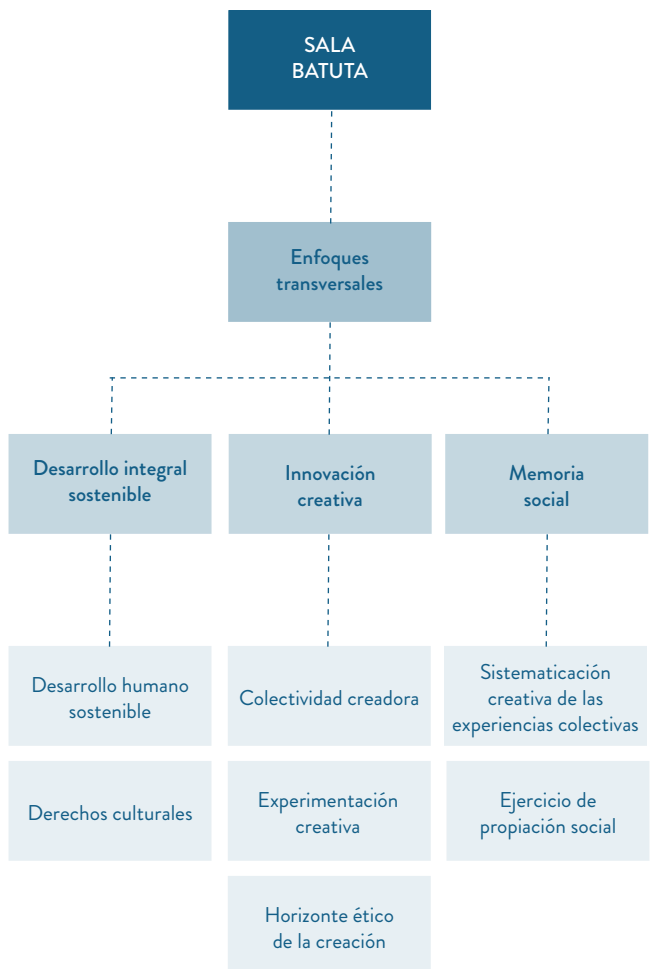 SALA
BATUTA
Enfoques
transversales
Desarrollo integral
sostenible
Innovación
creativa
Memoria
social
Desarrollo humano
sostenible
Colectividad creadora
Sistematicación
creativa de las
experiencias colectivas
Derechos culturales
Experimentación
creativa
Ejercicio de
propiación social
Horizonte ético
de la creación